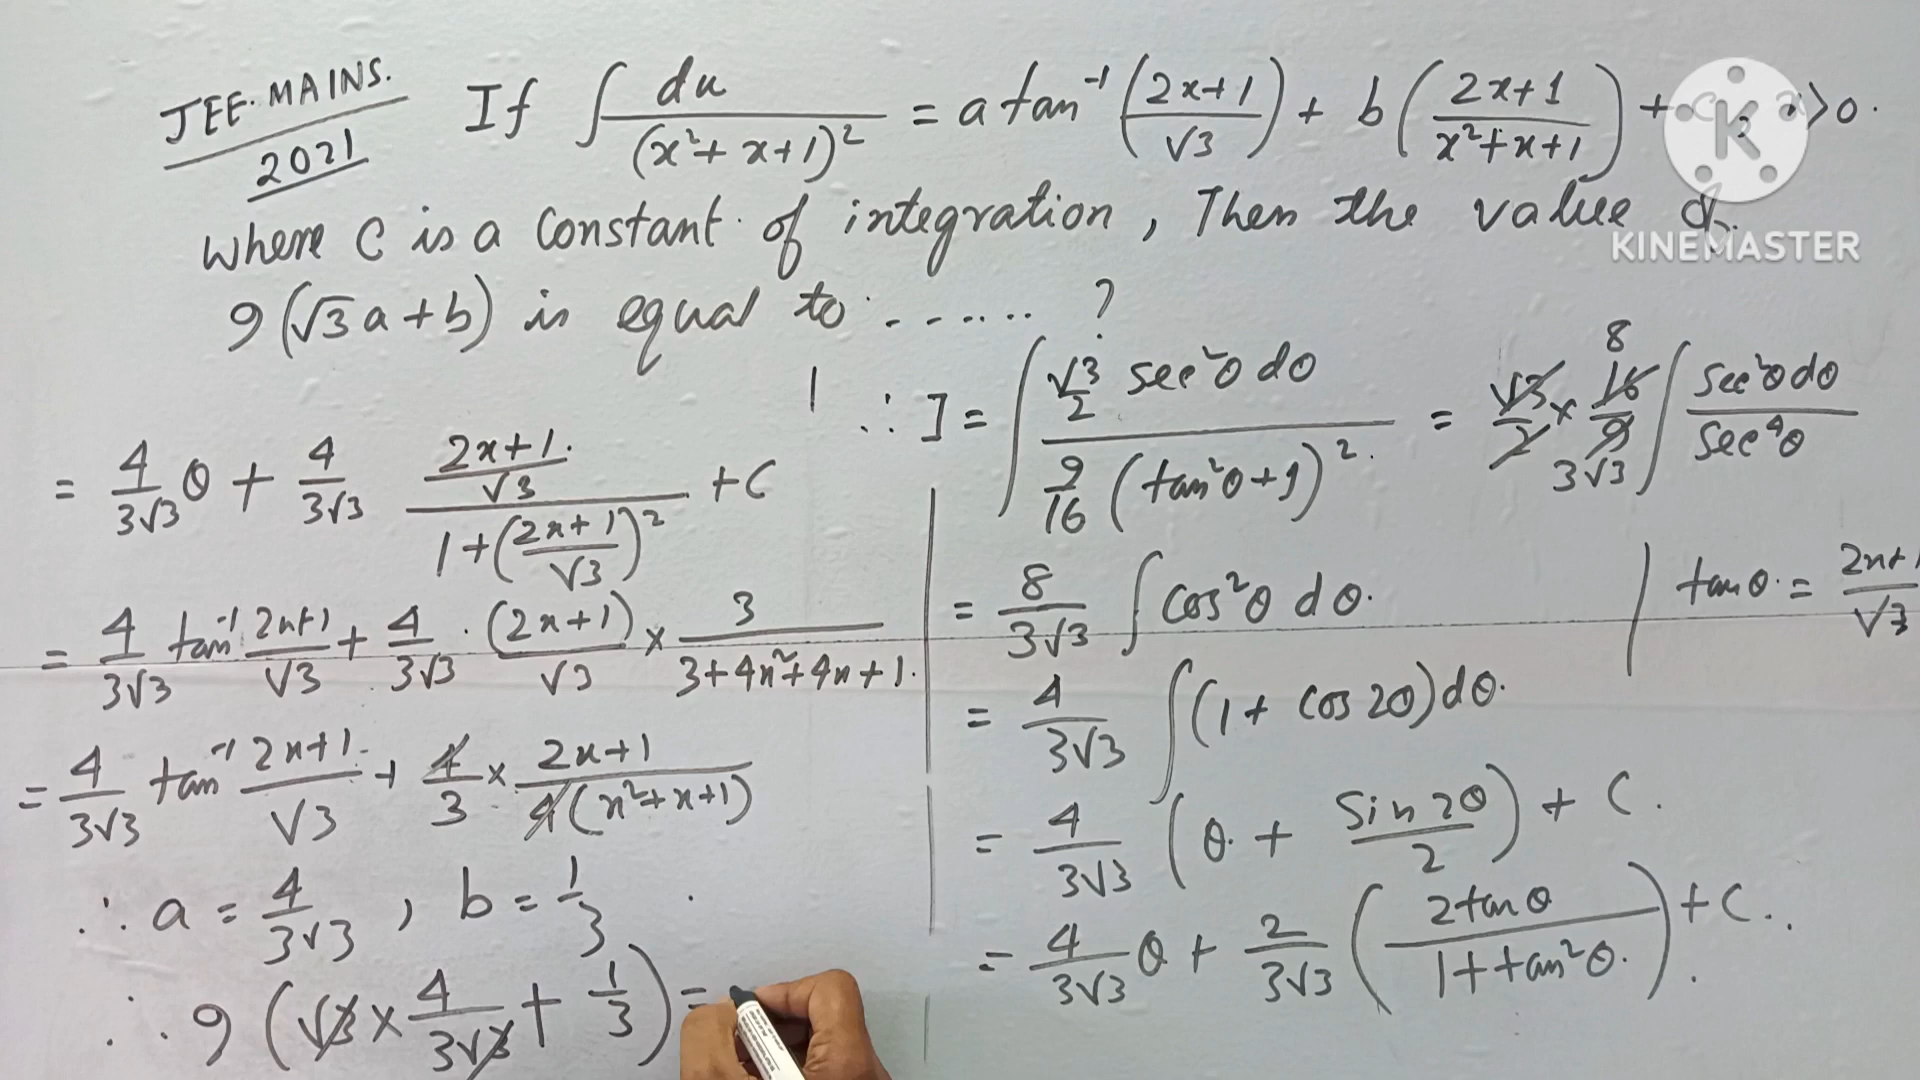 JEE-MAINS. 2021
If ∫ du/(x²+x+1)² = a tan⁻¹((2x+1)/√3) + b((2x+1)/(x²+x+1)) + C, x>0.
where C is a constant of integration, Then the value of
KINEMASTER
9(√3a+b) is equal to ......?
∴ I = ∫ (√3/2 sec²θ dθ)/(9/16 (tan²θ+1)²) = √3/2 × 16/9 ∫ sec²θ dθ/sec⁴θ
8
3√3
= 8/(3√3) ∫ cos²θ dθ.
tanθ = (2x+1)/√3
= 4/(3√3) ∫(1 + cos 2θ)dθ.
= 4/(3√3) (θ + Sin 2θ/2) + C.
= 4/(3√3) θ + 2/(3√3) (2tanθ/(1+tan²θ)) + C.
= 4/(3√3) θ + 4/(3√3) ((2x+1)/√3)/(1+((2x+1)/√3)²) + C
= 4/(3√3) tan⁻¹ (2x+1)/√3 + 4/(3√3) · (2x+1)/√3 × 3/(3+4x²+4x+1).
= 4/(3√3) tan⁻¹ (2x+1)/√3 + 4/3 × (2x+1)/(4(x²+x+1))
∴ a = 4/(3√3), b = 1/3
∴ 9(√3 × 4/(3√3) + 1/3) =